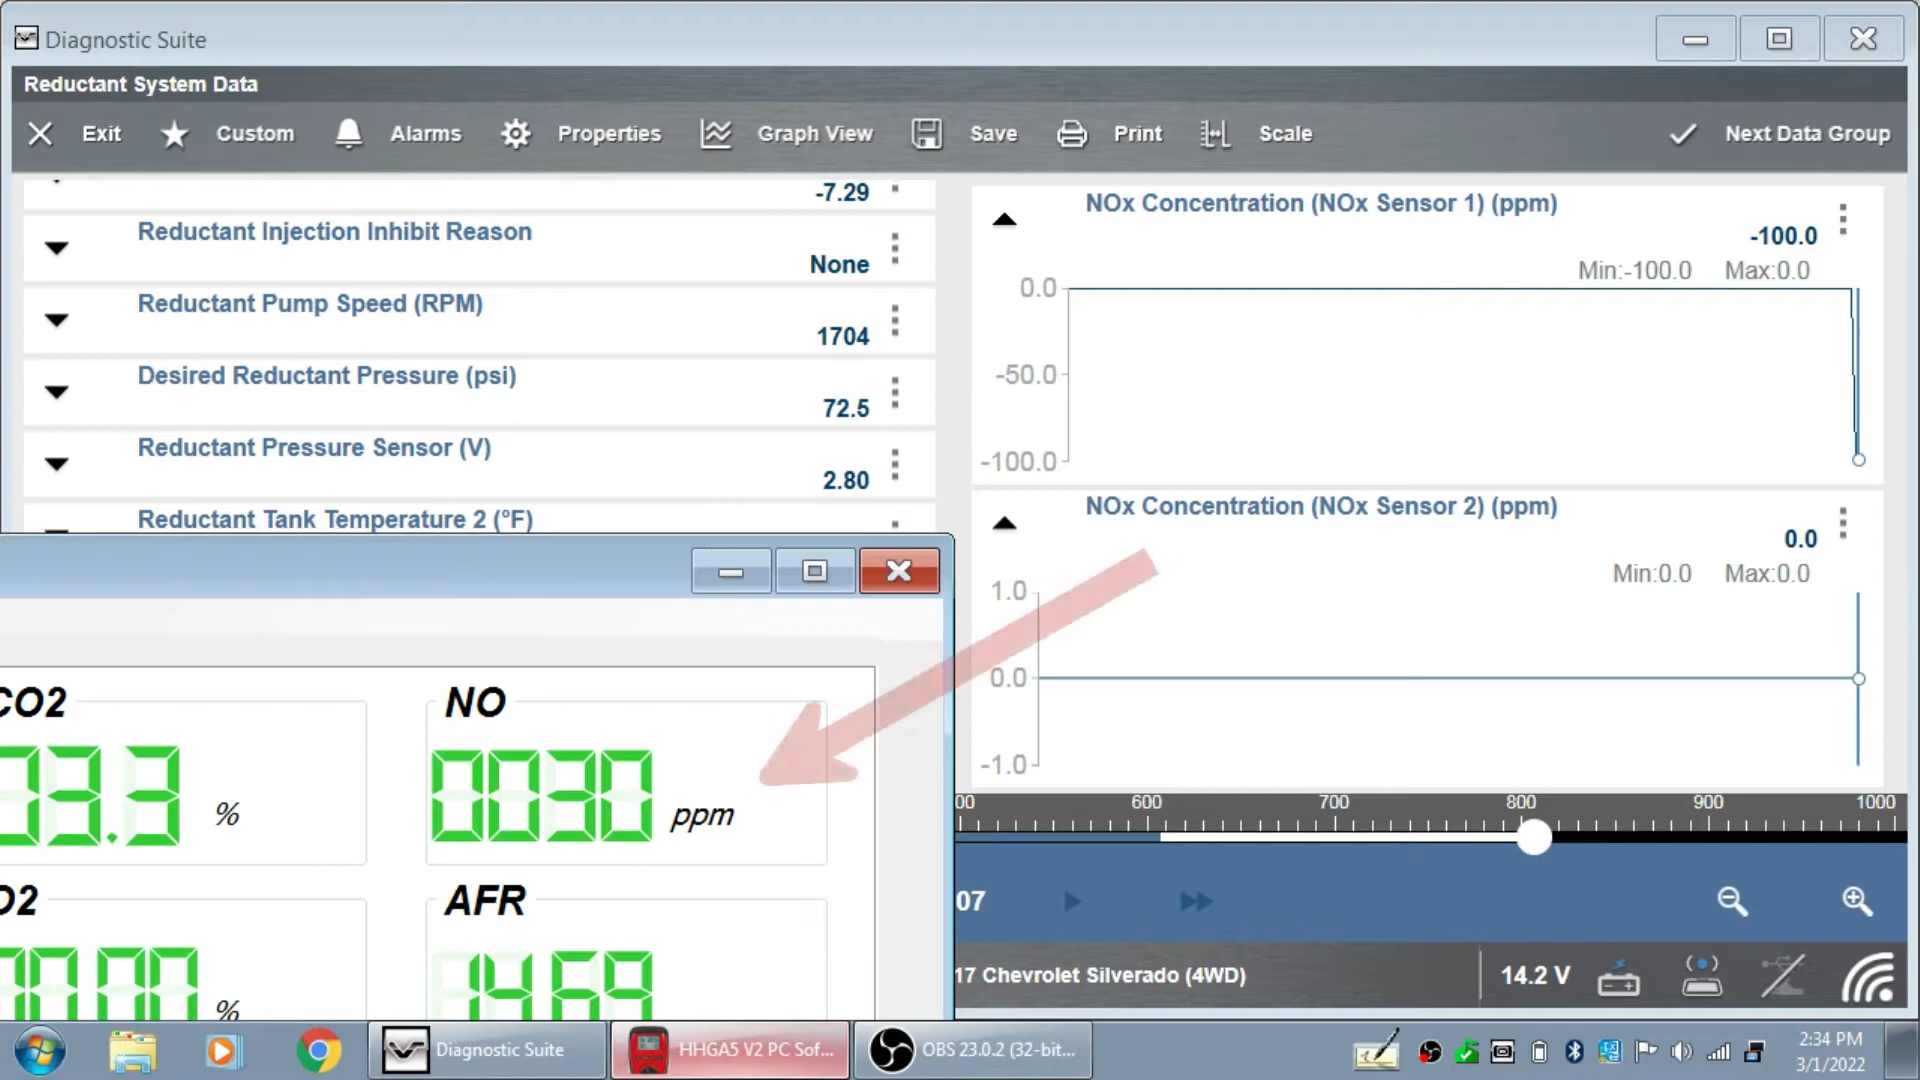 Diagnostic Suite
Reductant System Data
Exit Custom Alarms Properties Graph View Save Print Scale Next Data Group
-7.29
Reductant Injection Inhibit Reason
None
Reductant Pump Speed (RPM)
1704
Desired Reductant Pressure (psi)
72.5
Reductant Pressure Sensor (V)
2.80
Reductant Tank Temperature 2 (°F)
NOx Concentration (NOx Sensor 1) (ppm)
-100.0
Min:-100.0 Max:0.0
0.0
-50.0
-100.0
NOx Concentration (NOx Sensor 2) (ppm)
0.0
Min:0.0 Max:0.0
1.0
0.0
-1.0
00 600 700 800 900 1000
07
17 Chevrolet Silverado (4WD) 14.2 V
CO2
03.3 %
NO
0030 ppm
O2
%
AFR
1469
Diagnostic Suite HHGA5 V2 PC Sof... OBS 23.0.2 (32-bit...
2:34 PM
3/1/2022